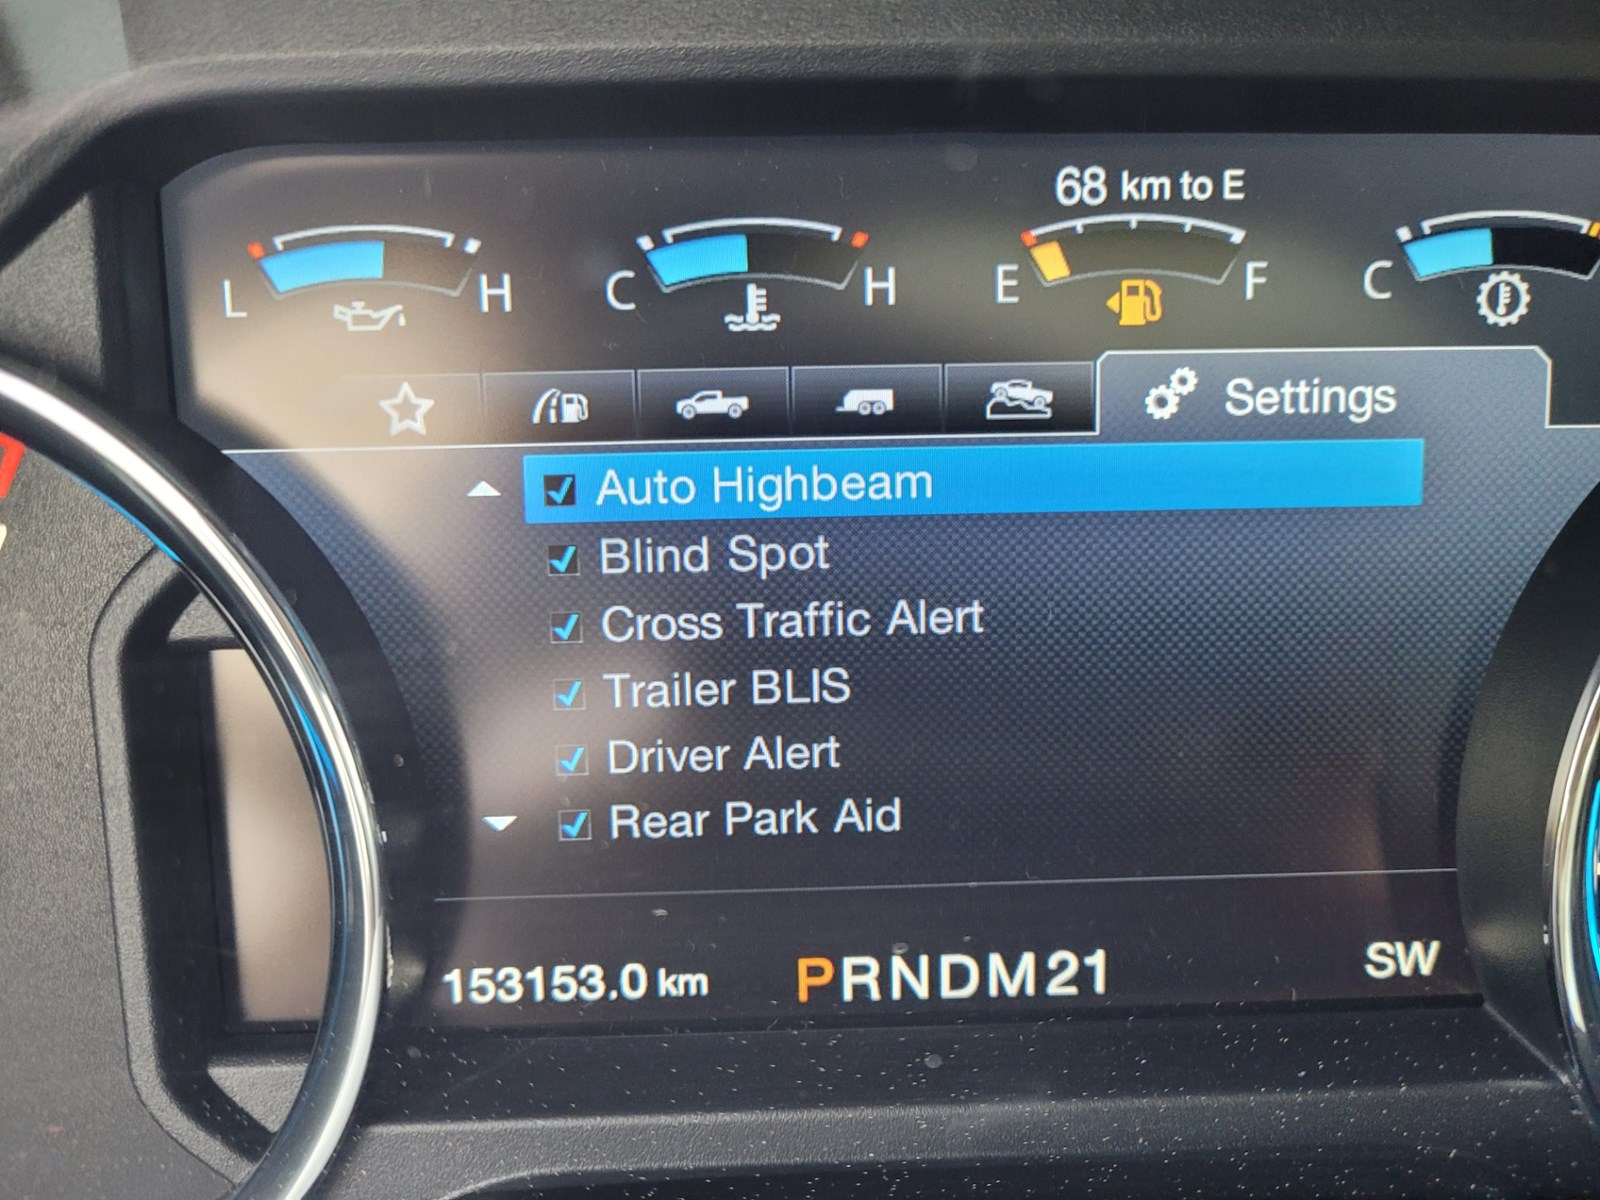 68 km to E
L H C H E F C
Settings
Auto Highbeam
Blind Spot
Cross Traffic Alert
Trailer BLIS
Driver Alert
Rear Park Aid
153153.0 km PRNDM21 SW